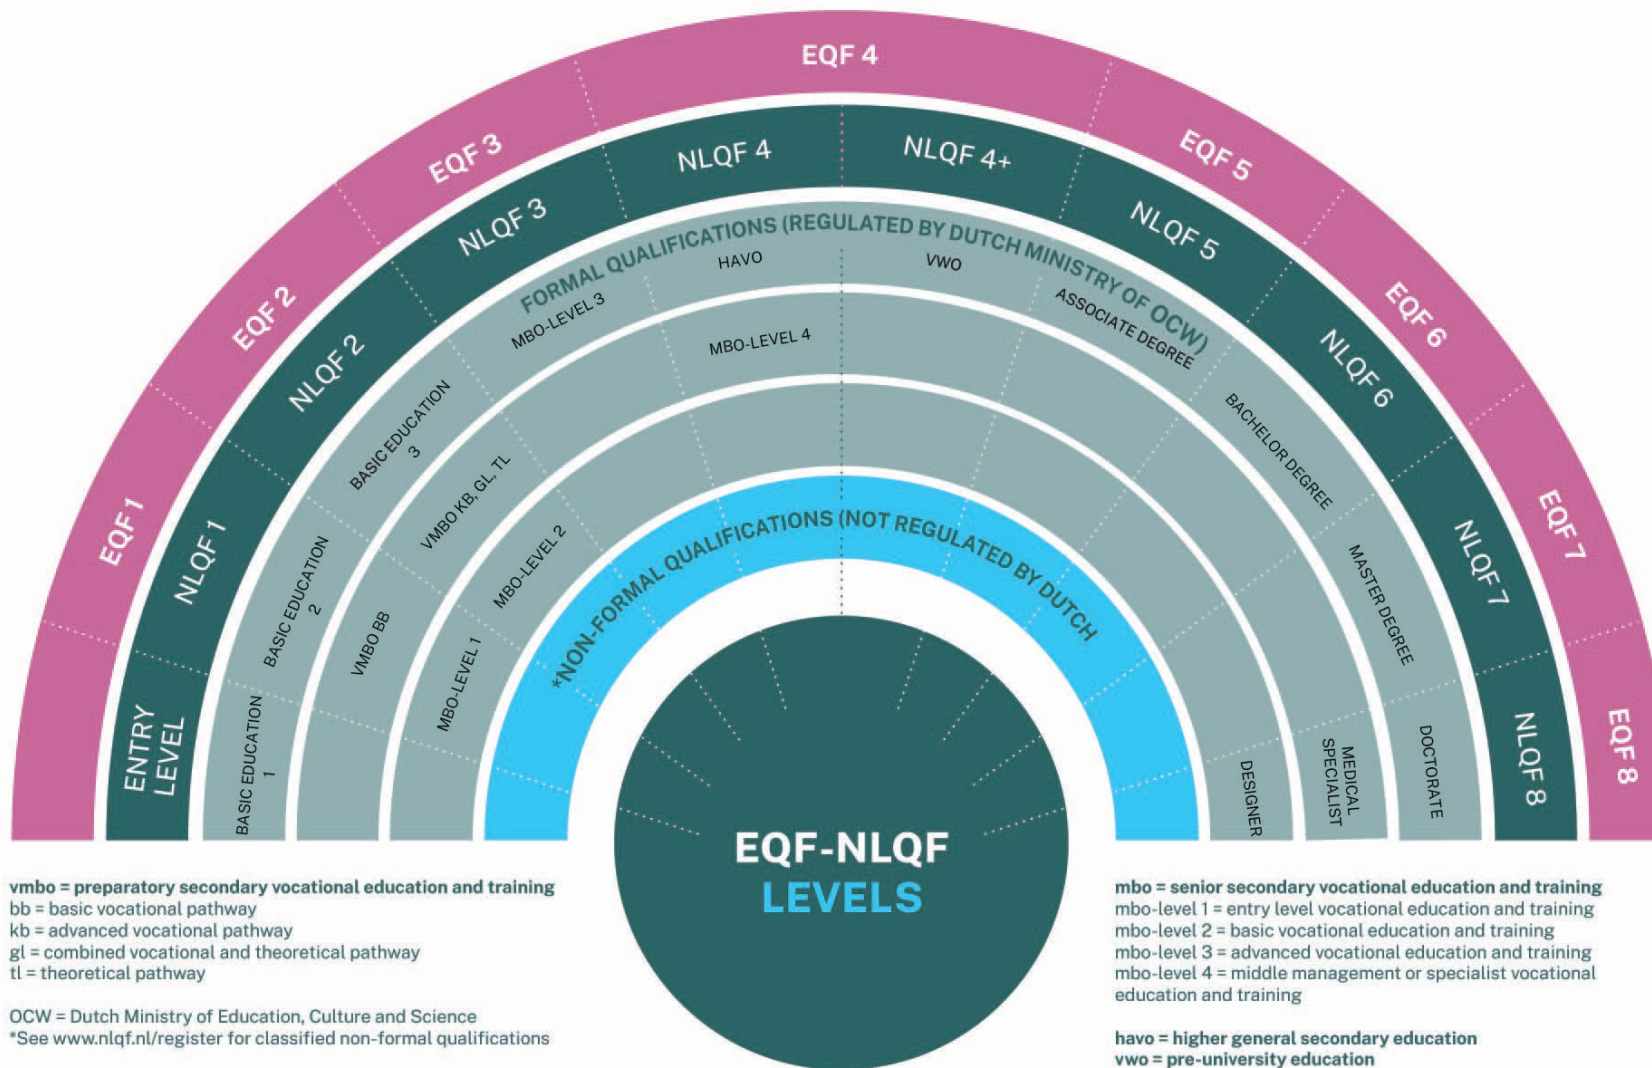 EQF 1
EQF 2
EQF 3
EQF 4
EQF 5
EQF 6
EQF 7
EQF 8
ENTRY
LEVEL
NLQF 1
NLQF 2
NLQF 3
NLQF 4
NLQF 4+
NLQF 5
NLQF 6
NLQF 7
NLQF 8
FORMAL QUALIFICATIONS (REGULATED BY DUTCH MINISTRY OF OCW)
BASIC EDUCATION
1
BASIC EDUCATION
2
BASIC EDUCATION
3
MBO-LEVEL 3
HAVO
VWO
ASSOCIATE DEGREE
BACHELOR DEGREE
MASTER DEGREE
DOCTORATE
VMBO BB
VMBO KB, GL, TL
MBO-LEVEL 4
MEDICAL
SPECIALIST
MBO-LEVEL 1
MBO-LEVEL 2
DESIGNER
*NON-FORMAL QUALIFICATIONS (NOT REGULATED BY DUTCH
EQF-NLQF
LEVELS
vmbo = preparatory secondary vocational education and training
bb = basic vocational pathway
kb = advanced vocational pathway
gl = combined vocational and theoretical pathway
tl = theoretical pathway
OCW = Dutch Ministry of Education, Culture and Science
*See www.nlqf.nl/register for classified non-formal qualifications
mbo = senior secondary vocational education and training
mbo-level 1 = entry level vocational education and training
mbo-level 2 = basic vocational education and training
mbo-level 3 = advanced vocational education and training
mbo-level 4 = middle management or specialist vocational
education and training
havo = higher general secondary education
vwo = pre-university education